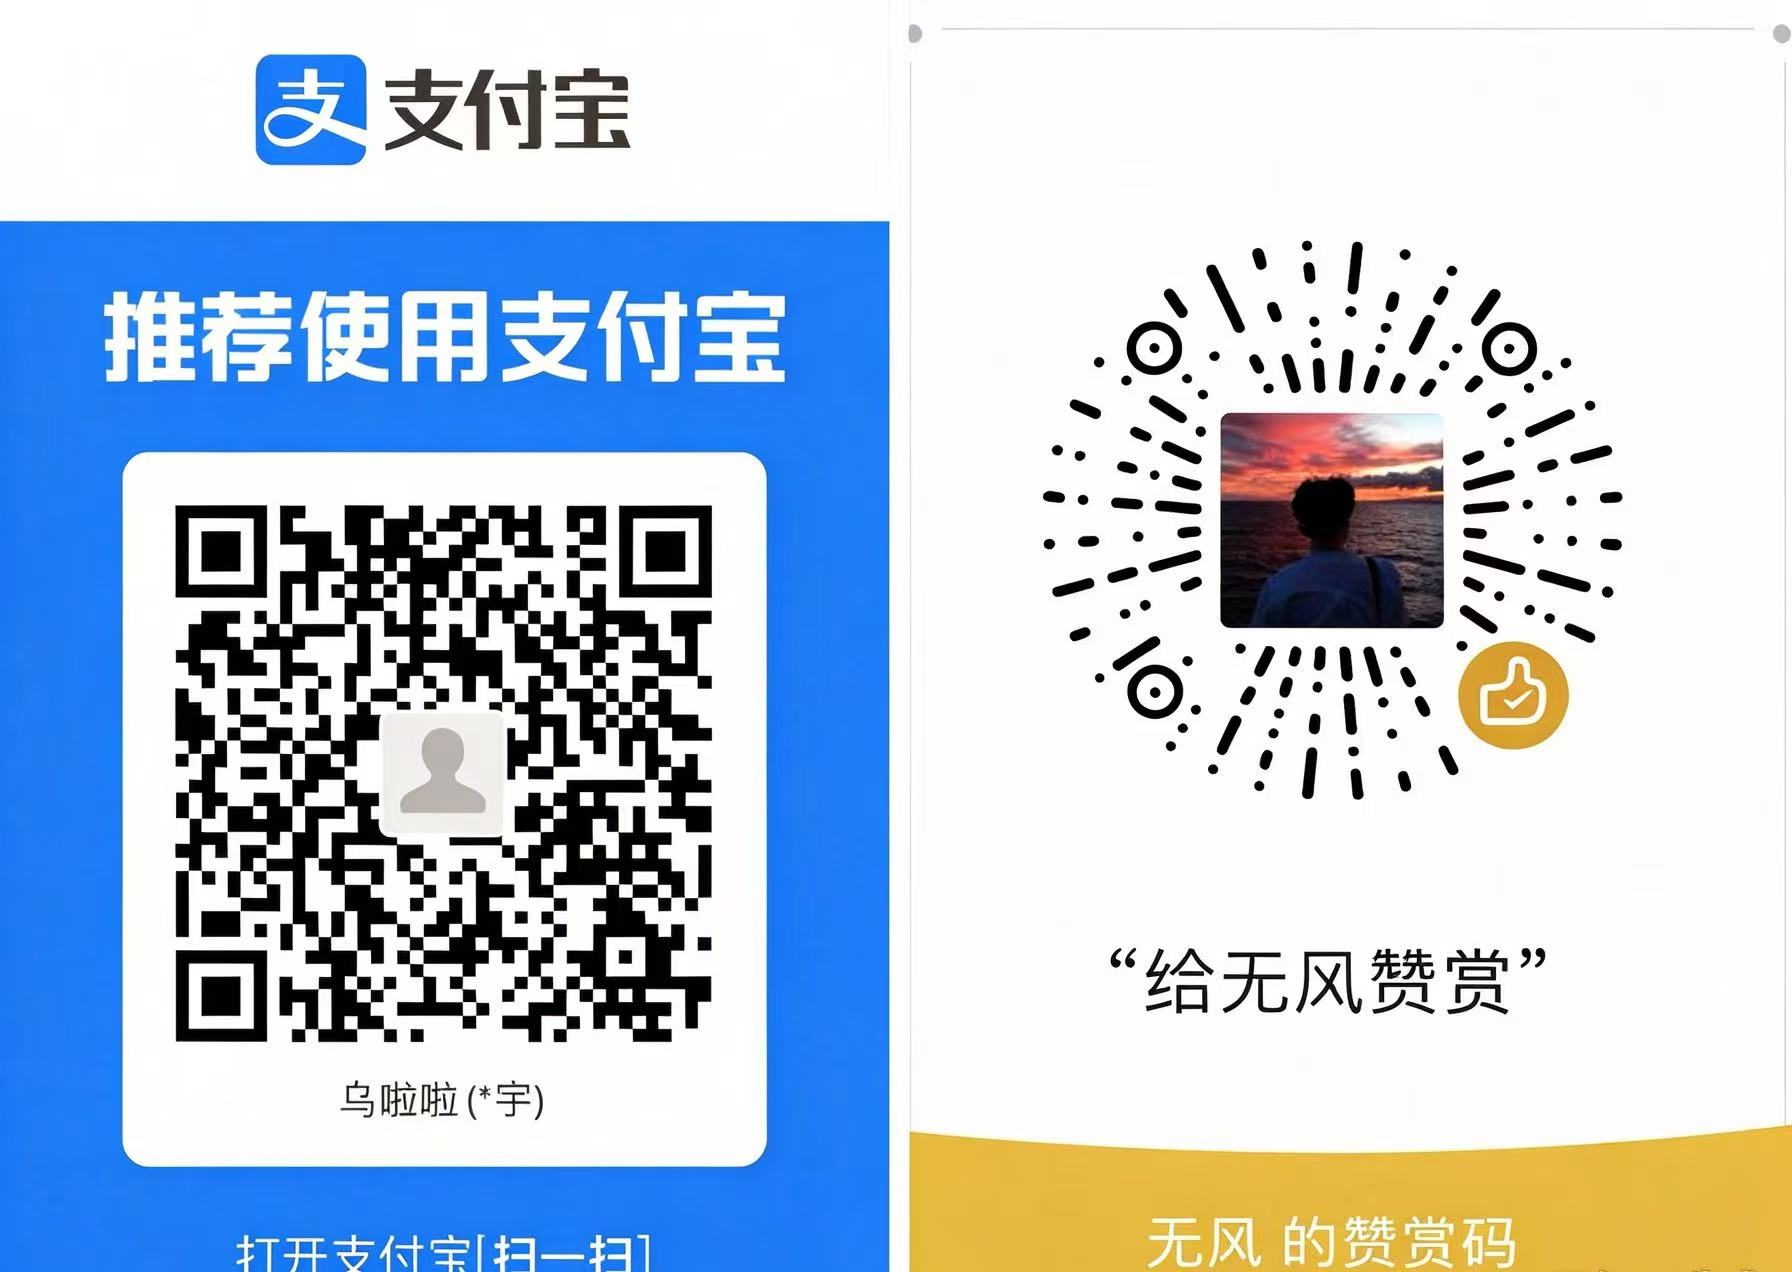 支付宝
推荐使用支付宝
乌啦啦(*宇)
打开支付宝[扫一扫]
“给无风赞赏”
无风 的赞赏码